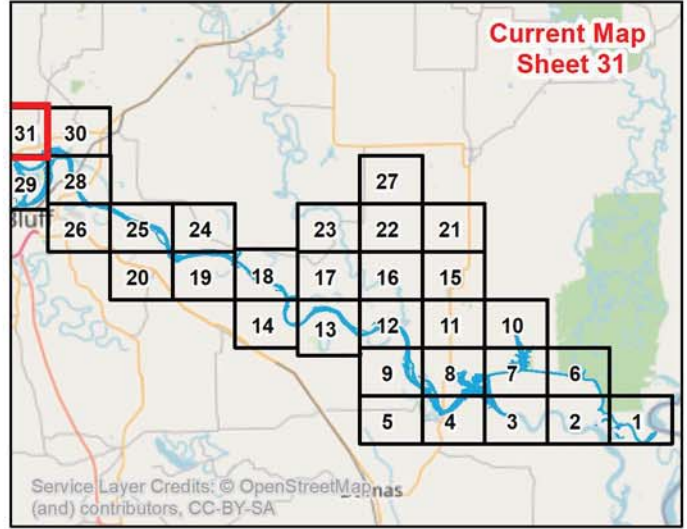 Current Map
Sheet 31
31 30
29 28 27
Bluff
26 25 24 23 22 21
20 19 18 17 16 15
14 13 12 11 10
9 8 7 6
5 4 3 2 1
Service Layer Credits: © OpenStreetMap
(and) contributors, CC-BY-SA